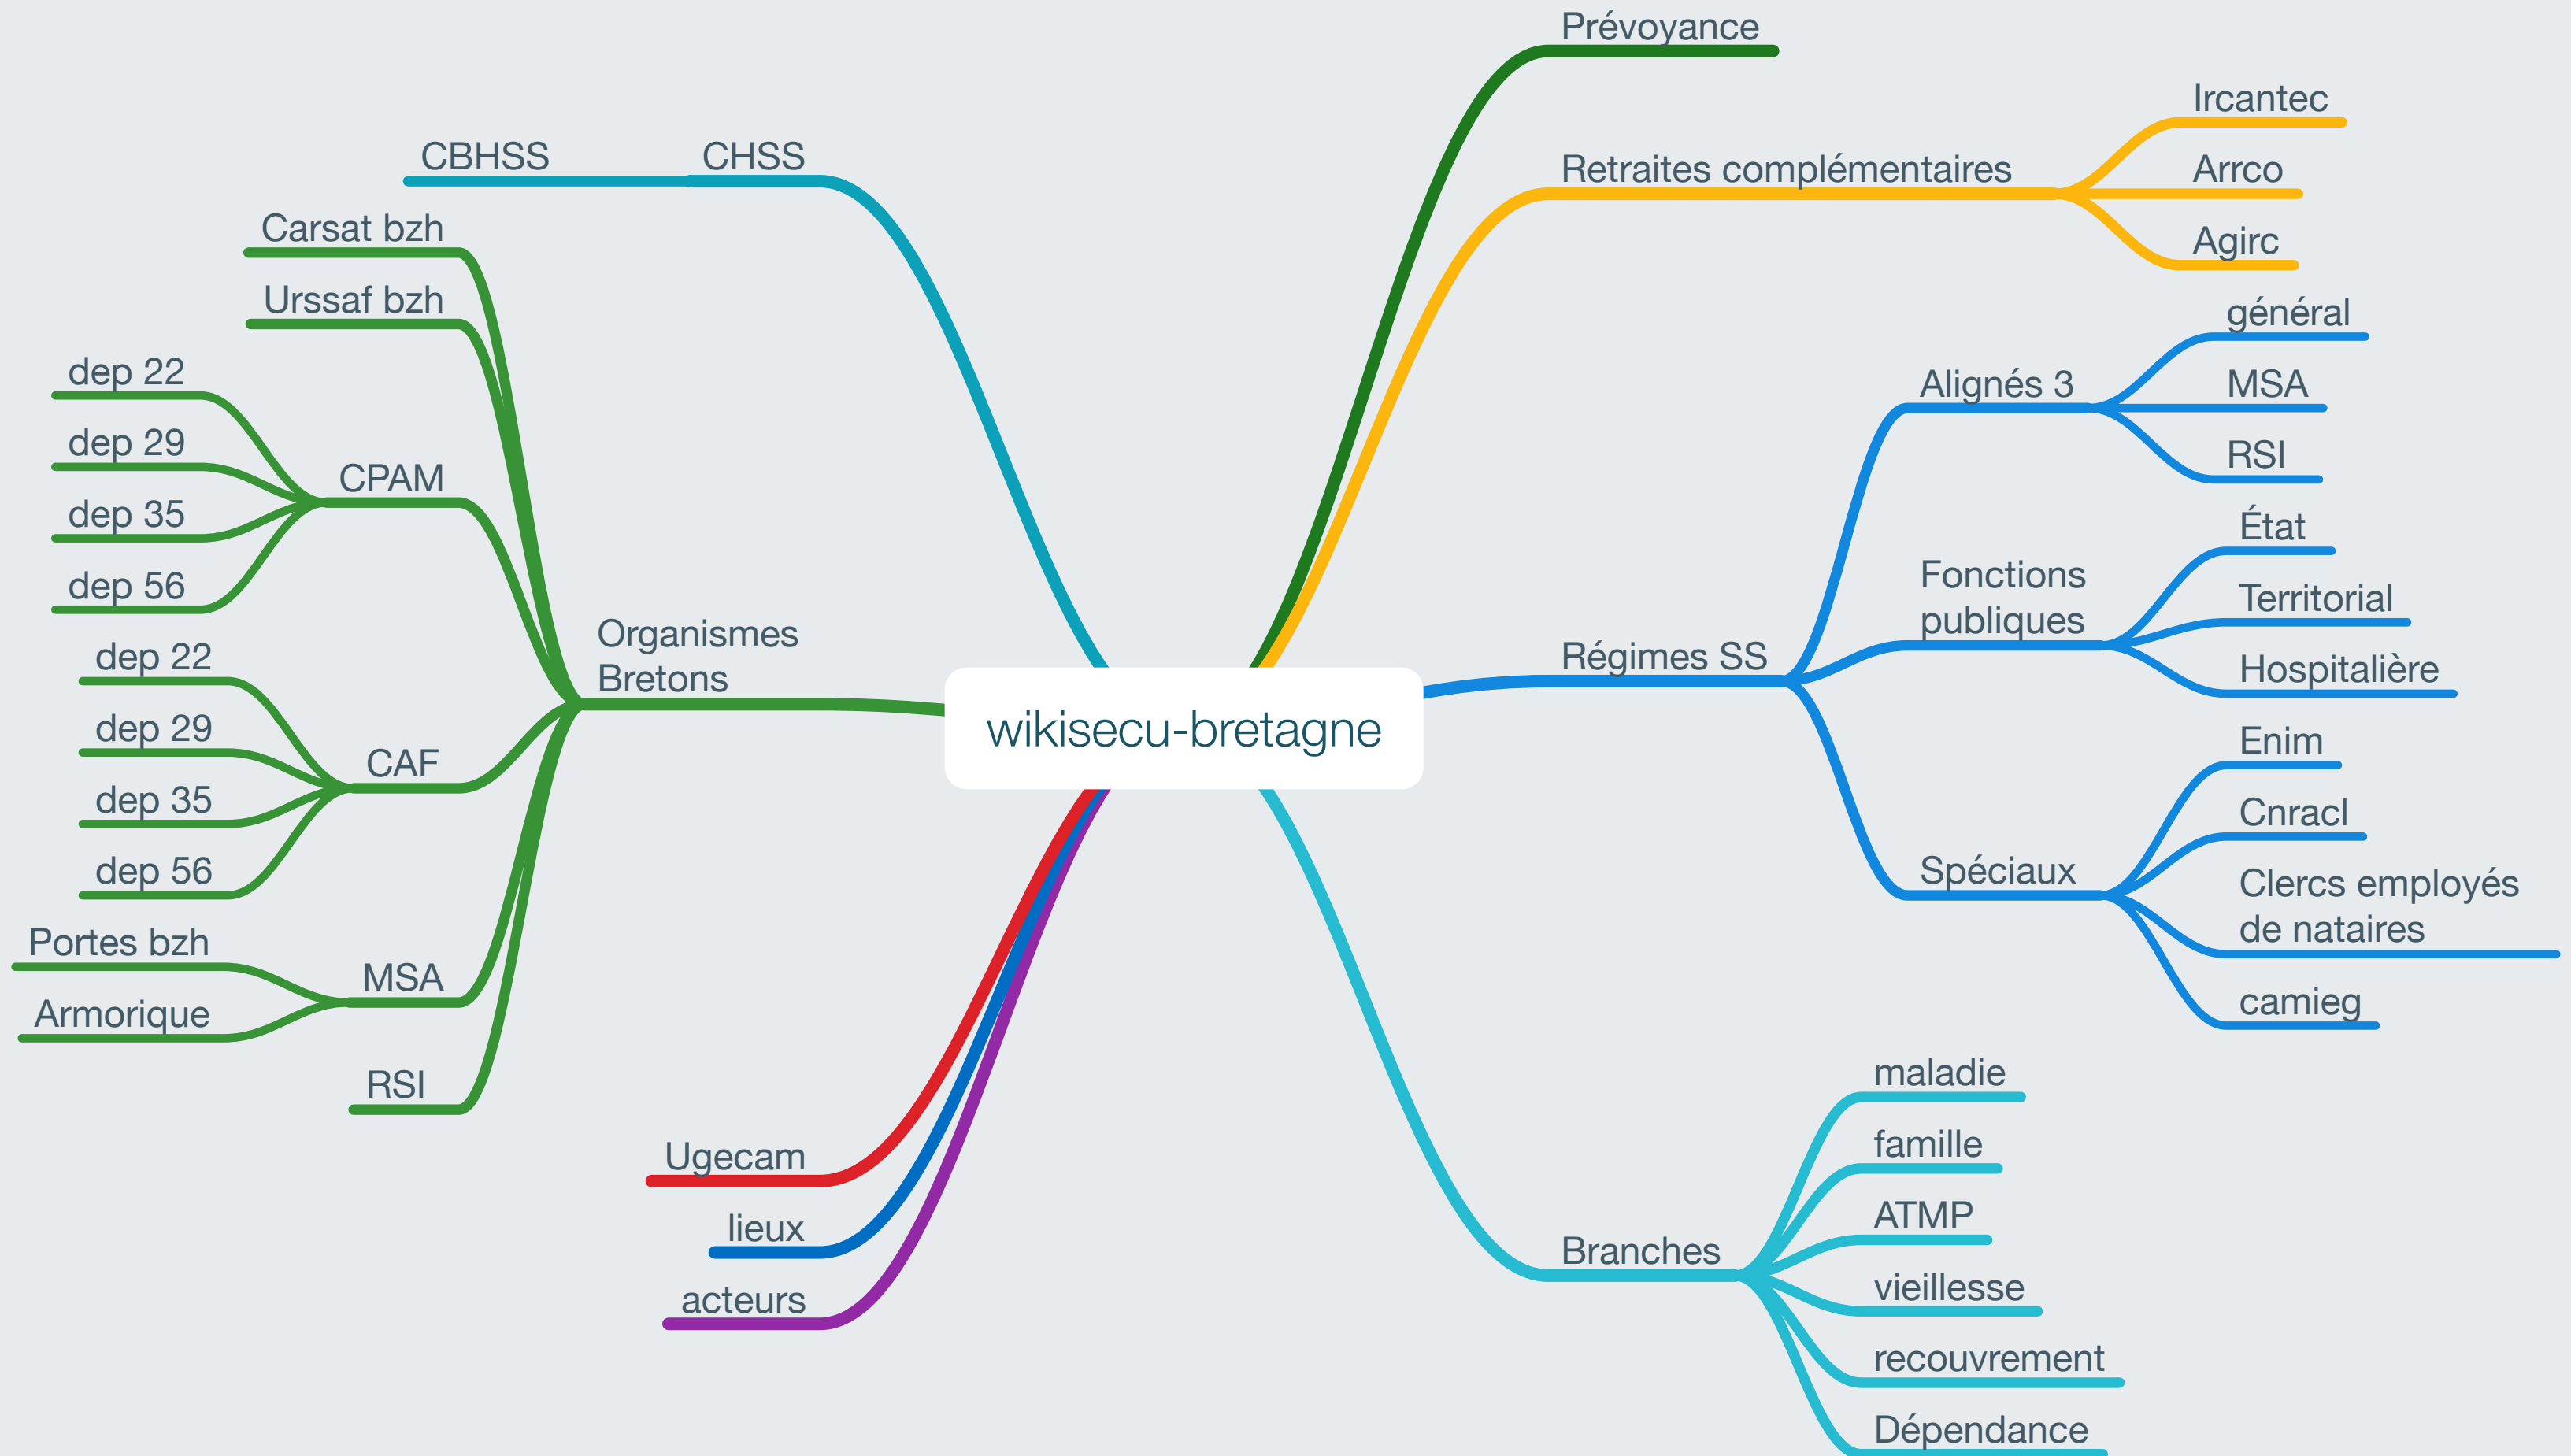 wikisecu-bretagne
Prévoyance
Retraites complémentaires
Ircantec
Arrco
Agirc
Régimes SS
Alignés 3
général
MSA
RSI
Fonctions
publiques
État
Territorial
Hospitalière
Spéciaux
Enim
Cnracl
Clercs employés
de nataires
camieg
Branches
maladie
famille
ATMP
vieillesse
recouvrement
Dépendance
CHSS
CBHSS
Organismes
Bretons
Carsat bzh
Urssaf bzh
CPAM
dep 22
dep 29
dep 35
dep 56
CAF
dep 22
dep 29
dep 35
dep 56
MSA
Portes bzh
Armorique
RSI
Ugecam
lieux
acteurs